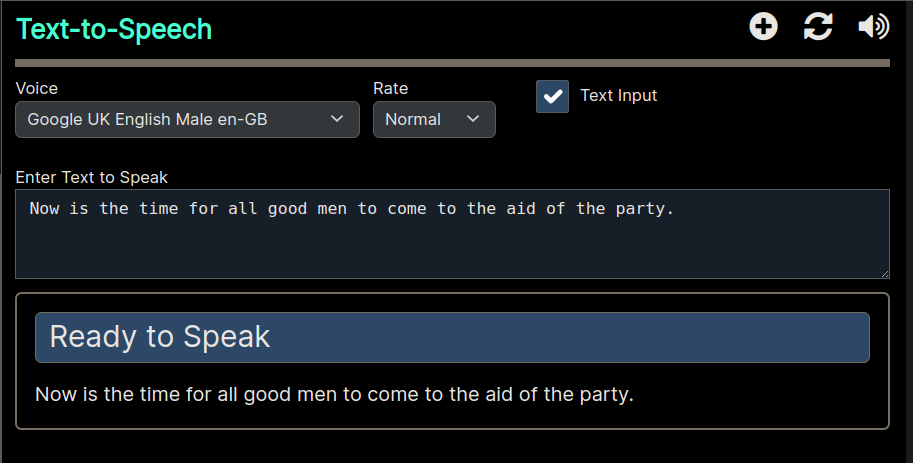 Text-to-Speech
Voice
Rate
Google UK English Male en-GB
Normal
Text Input
Enter Text to Speak
Now is the time for all good men to come to the aid of the party.
Ready to Speak
Now is the time for all good men to come to the aid of the party.